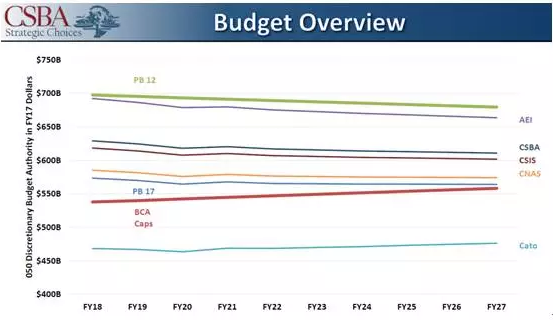 CSBA
Strategic Choices
Budget Overview
050 Discretionary Budget Authority in FY17 Dollars
$750B
$700B
$650B
$600B
$550B
$500B
$450B
$400B
PB 12
AEI
CSBA
CSIS
CNAS
PB 17
BCA
Caps
Cato
FY18 FY19 FY20 FY21 FY22 FY23 FY24 FY25 FY26 FY27